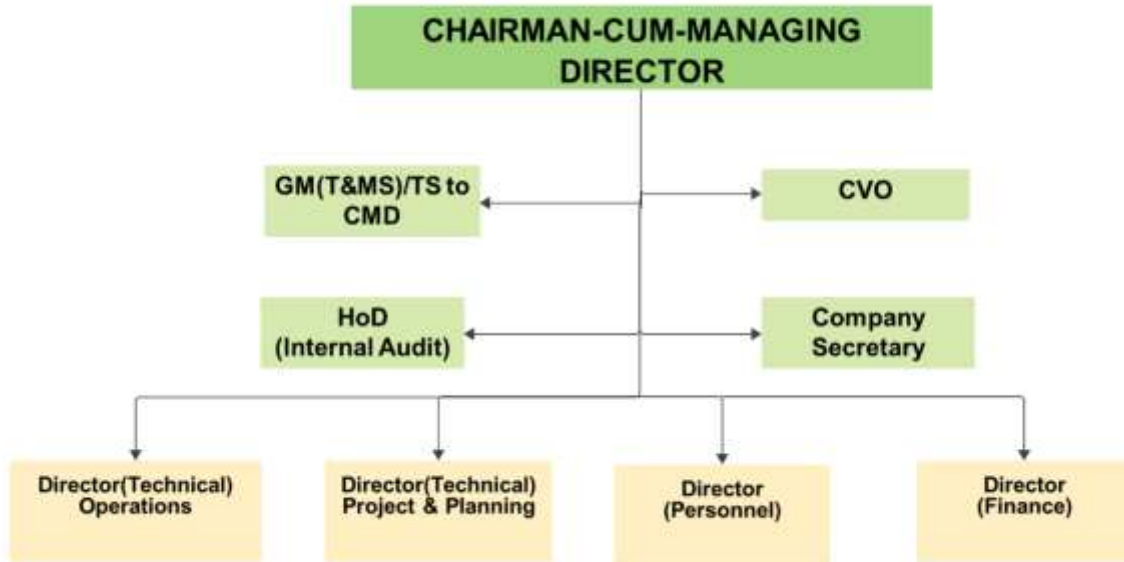 CHAIRMAN-CUM-MANAGING
DIRECTOR
GM(T&MS)/TS to
CMD
CVO
HoD
(Internal Audit)
Company
Secretary
Director(Technical)
Operations
Director(Technical)
Project & Planning
Director
(Personnel)
Director
(Finance)